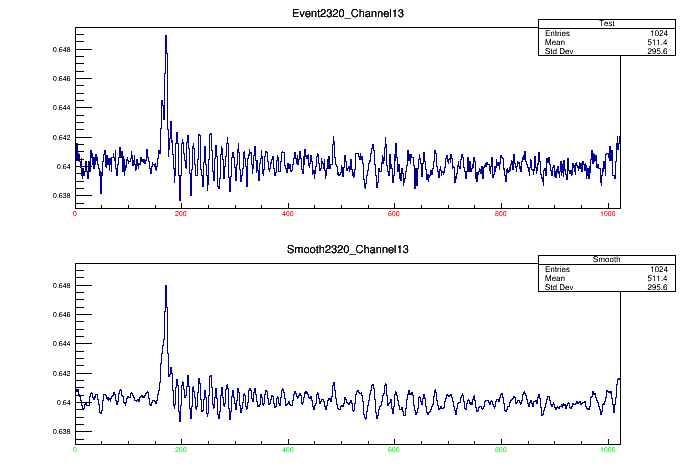 Event2320_Channel13
Test
Entries 1024
Mean 511.4
Std Dev 295.6
0.648
0.646
0.644
0.642
0.64
0.638
0 200 400 600 800 1000
Smooth2320_Channel13
Smooth
Entries 1024
Mean 511.4
Std Dev 295.6
0.648
0.646
0.644
0.642
0.64
0.638
0 200 400 600 800 1000